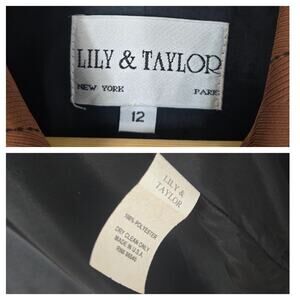 LILY & TAYLOR
NEW YORK PARIS
12
LILY &
TAYLOR
100% POLYESTER
DRY CLEAN ONLY
MADE IN U.S.A.